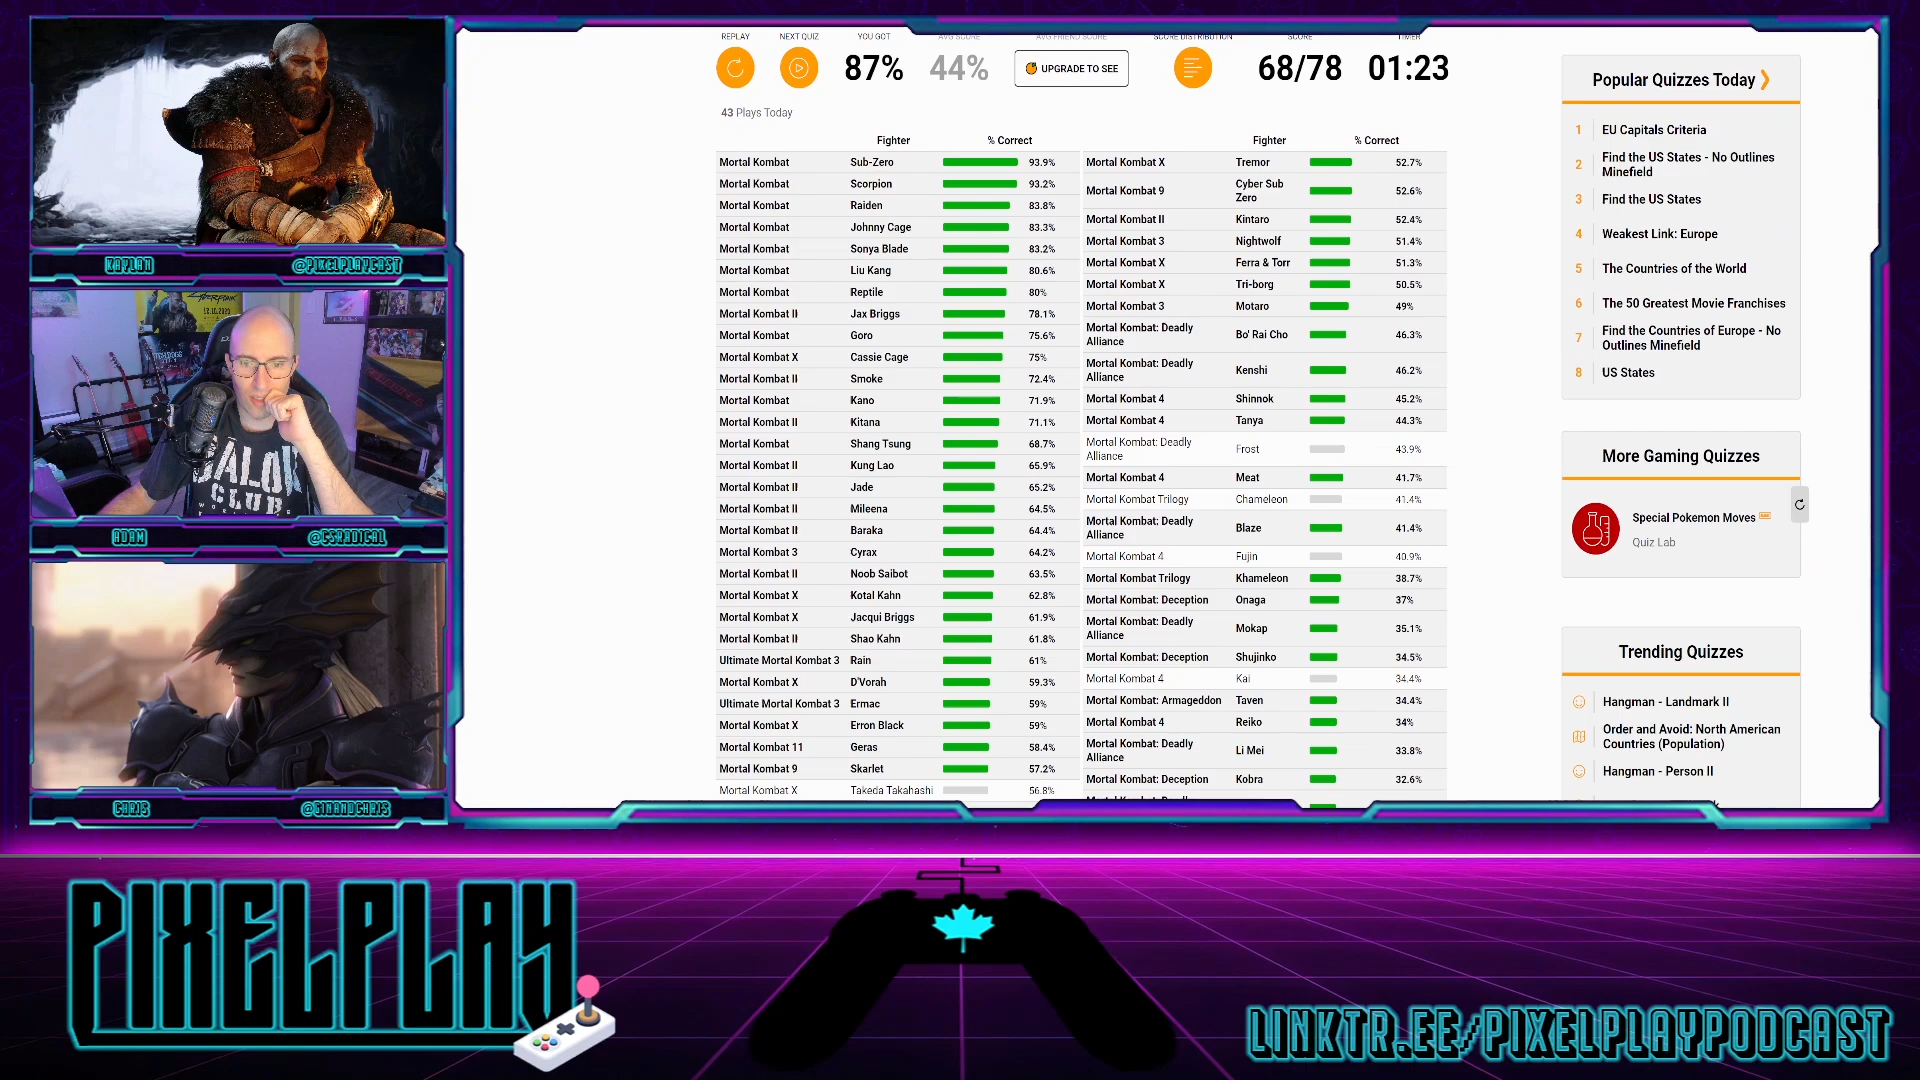 REPLAY
NEXT QUIZ
YOU GOT
AVG SCORE
AVG FRIEND SCORE
SCORE DISTRIBUTION
SCORE
TIMER
87%
44%
UPGRADE TO SEE
68/78
01:23
43 Plays Today
Fighter % Correct
Mortal Kombat Sub-Zero 93.9%
Mortal Kombat Scorpion 93.2%
Mortal Kombat Raiden 83.8%
Mortal Kombat Johnny Cage 83.3%
Mortal Kombat Sonya Blade 83.2%
Mortal Kombat Liu Kang 80.6%
Mortal Kombat Reptile 80%
Mortal Kombat II Jax Briggs 78.1%
Mortal Kombat Goro 75.6%
Mortal Kombat X Cassie Cage 75%
Mortal Kombat II Smoke 72.4%
Mortal Kombat Kano 71.9%
Mortal Kombat II Kitana 71.1%
Mortal Kombat Shang Tsung 68.7%
Mortal Kombat II Kung Lao 65.9%
Mortal Kombat II Jade 65.2%
Mortal Kombat II Mileena 64.5%
Mortal Kombat II Baraka 64.4%
Mortal Kombat 3 Cyrax 64.2%
Mortal Kombat II Noob Saibot 63.5%
Mortal Kombat X Kotal Kahn 62.8%
Mortal Kombat X Jacqui Briggs 61.9%
Mortal Kombat II Shao Kahn 61.8%
Ultimate Mortal Kombat 3 Rain 61%
Mortal Kombat X D'Vorah 59.3%
Ultimate Mortal Kombat 3 Ermac 59%
Mortal Kombat X Erron Black 59%
Mortal Kombat 11 Geras 58.4%
Mortal Kombat 9 Skarlet 57.2%
Mortal Kombat X Takeda Takahashi 56.8%
Fighter % Correct
Mortal Kombat X Tremor 52.7%
Mortal Kombat 9 Cyber Sub
Zero 52.6%
Mortal Kombat II Kintaro 52.4%
Mortal Kombat 3 Nightwolf 51.4%
Mortal Kombat X Ferra & Torr 51.3%
Mortal Kombat X Tri-borg 50.5%
Mortal Kombat 3 Motaro 49%
Mortal Kombat: Deadly
Alliance Bo' Rai Cho 46.3%
Mortal Kombat: Deadly
Alliance Kenshi 46.2%
Mortal Kombat 4 Shinnok 45.2%
Mortal Kombat 4 Tanya 44.3%
Mortal Kombat: Deadly
Alliance Frost 43.9%
Mortal Kombat 4 Meat 41.7%
Mortal Kombat Trilogy Chameleon 41.4%
Mortal Kombat: Deadly
Alliance Blaze 41.4%
Mortal Kombat 4 Fujin 40.9%
Mortal Kombat Trilogy Khameleon 38.7%
Mortal Kombat: Deception Onaga 37%
Mortal Kombat: Deadly
Alliance Mokap 35.1%
Mortal Kombat: Deception Shujinko 34.5%
Mortal Kombat 4 Kai 34.4%
Mortal Kombat: Armageddon Taven 34.4%
Mortal Kombat 4 Reiko 34%
Mortal Kombat: Deadly
Alliance Li Mei 33.8%
Mortal Kombat: Deception Kobra 32.6%
Popular Quizzes Today
1 EU Capitals Criteria
2 Find the US States - No Outlines
Minefield
3 Find the US States
4 Weakest Link: Europe
5 The Countries of the World
6 The 50 Greatest Movie Franchises
7 Find the Countries of Europe - No
Outlines Minefield
8 US States
More Gaming Quizzes
Special Pokemon Moves
Quiz Lab
Trending Quizzes
Hangman - Landmark II
Order and Avoid: North American
Countries (Population)
Hangman - Person II
KAYLAN @PIXELPLAYCAST
ADAM @CSRADICAL
CHRIS @GINANDCHRIS
PIXELPLAY
LINKTR.EE/PIXELPLAYPODCAST